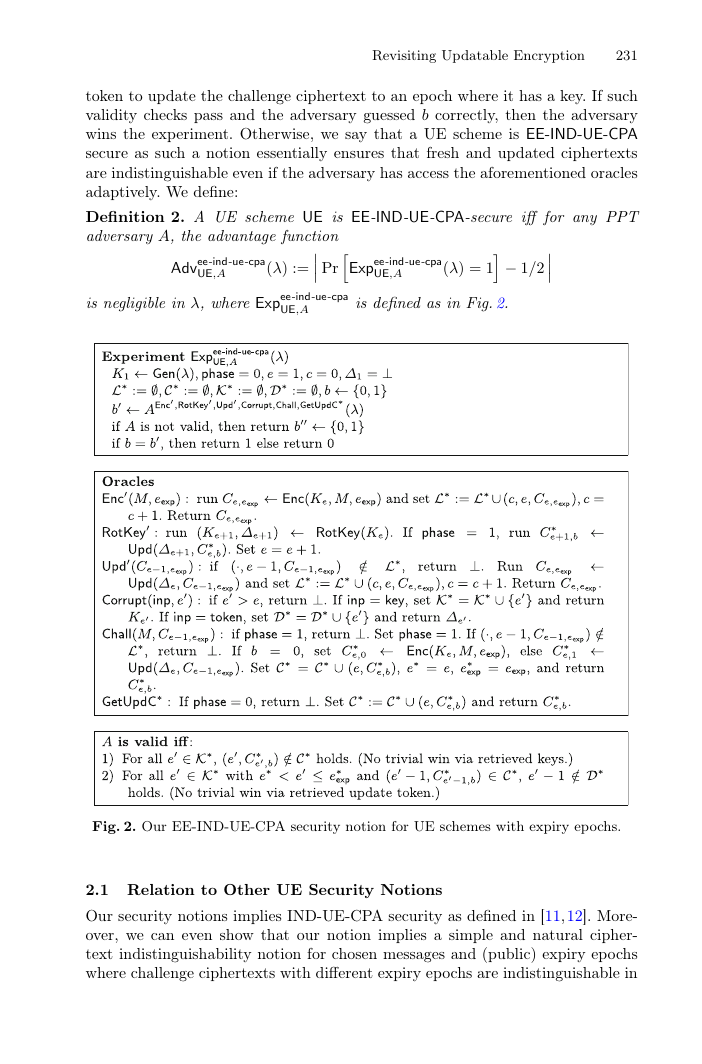 Revisiting Updatable Encryption 231
token to update the challenge ciphertext to an epoch where it has a key. If such
validity checks pass and the adversary guessed b correctly, then the adversary
wins the experiment. Otherwise, we say that a UE scheme is EE-IND-UE-CPA
secure as such a notion essentially ensures that fresh and updated ciphertexts
are indistinguishable even if the adversary has access the aforementioned oracles
adaptively. We define:
Definition 2. A UE scheme UE is EE-IND-UE-CPA-secure iff for any PPT
adversary A, the advantage function
Adv^{ee-ind-ue-cpa}_{UE,A}(λ) := | Pr [Exp^{ee-ind-ue-cpa}_{UE,A}(λ) = 1] − 1/2 |
is negligible in λ, where Exp^{ee-ind-ue-cpa}_{UE,A} is defined as in Fig. 2.
Experiment Exp^{ee-ind-ue-cpa}_{UE,A}(λ)
K_1 ← Gen(λ), phase = 0, e = 1, c = 0, Δ_1 = ⊥
L* := ∅, C* := ∅, K* := ∅, D* := ∅, b ← {0, 1}
b′ ← A^{Enc′,RotKey′,Upd′,Corrupt,Chall,GetUpdC*}(λ)
if A is not valid, then return b″ ← {0, 1}
if b = b′, then return 1 else return 0
Oracles
Enc′(M, e_exp) : run C_{e,e_exp} ← Enc(K_e, M, e_exp) and set L* := L* ∪ (c, e, C_{e,e_exp}), c =
c + 1. Return C_{e,e_exp}.
RotKey′ : run (K_{e+1}, Δ_{e+1}) ← RotKey(K_e). If phase = 1, run C*_{e+1,b} ←
Upd(Δ_{e+1}, C*_{e,b}). Set e = e + 1.
Upd′(C_{e−1,e_exp}) : if (·, e − 1, C_{e−1,e_exp}) ∉ L*, return ⊥. Run C_{e,e_exp} ←
Upd(Δ_e, C_{e−1,e_exp}) and set L* := L* ∪ (c, e, C_{e,e_exp}), c = c + 1. Return C_{e,e_exp}.
Corrupt(inp, e′) : if e′ > e, return ⊥. If inp = key, set K* = K* ∪ {e′} and return
K_{e′}. If inp = token, set D* = D* ∪ {e′} and return Δ_{e′}.
Chall(M, C_{e−1,e_exp}) : if phase = 1, return ⊥. Set phase = 1. If (·, e − 1, C_{e−1,e_exp}) ∉
L*, return ⊥. If b = 0, set C*_{e,0} ← Enc(K_e, M, e_exp), else C*_{e,1} ←
Upd(Δ_e, C_{e−1,e_exp}). Set C* = C* ∪ (e, C*_{e,b}), e* = e, e*_exp = e_exp, and return
C*_{e,b}.
GetUpdC* : If phase = 0, return ⊥. Set C* := C* ∪ (e, C*_{e,b}) and return C*_{e,b}.
A is valid iff:
1) For all e′ ∈ K*, (e′, C*_{e′,b}) ∉ C* holds. (No trivial win via retrieved keys.)
2) For all e′ ∈ K* with e* < e′ ≤ e*_exp and (e′ − 1, C*_{e′−1,b}) ∈ C*, e′ − 1 ∉ D*
holds. (No trivial win via retrieved update token.)
Fig. 2. Our EE-IND-UE-CPA security notion for UE schemes with expiry epochs.
2.1 Relation to Other UE Security Notions
Our security notions implies IND-UE-CPA security as defined in [11,12]. More-
over, we can even show that our notion implies a simple and natural cipher-
text indistinguishability notion for chosen messages and (public) expiry epochs
where challenge ciphertexts with different expiry epochs are indistinguishable in